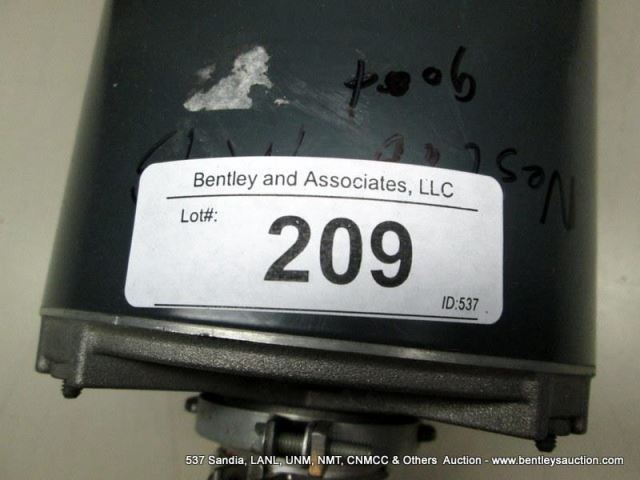 Bentley and Associates, LLC
Lot#:
209
ID:537
537 Sandia, LANL, UNM, NMT, CNMCC & Others Auction - www.bentleysauction.com